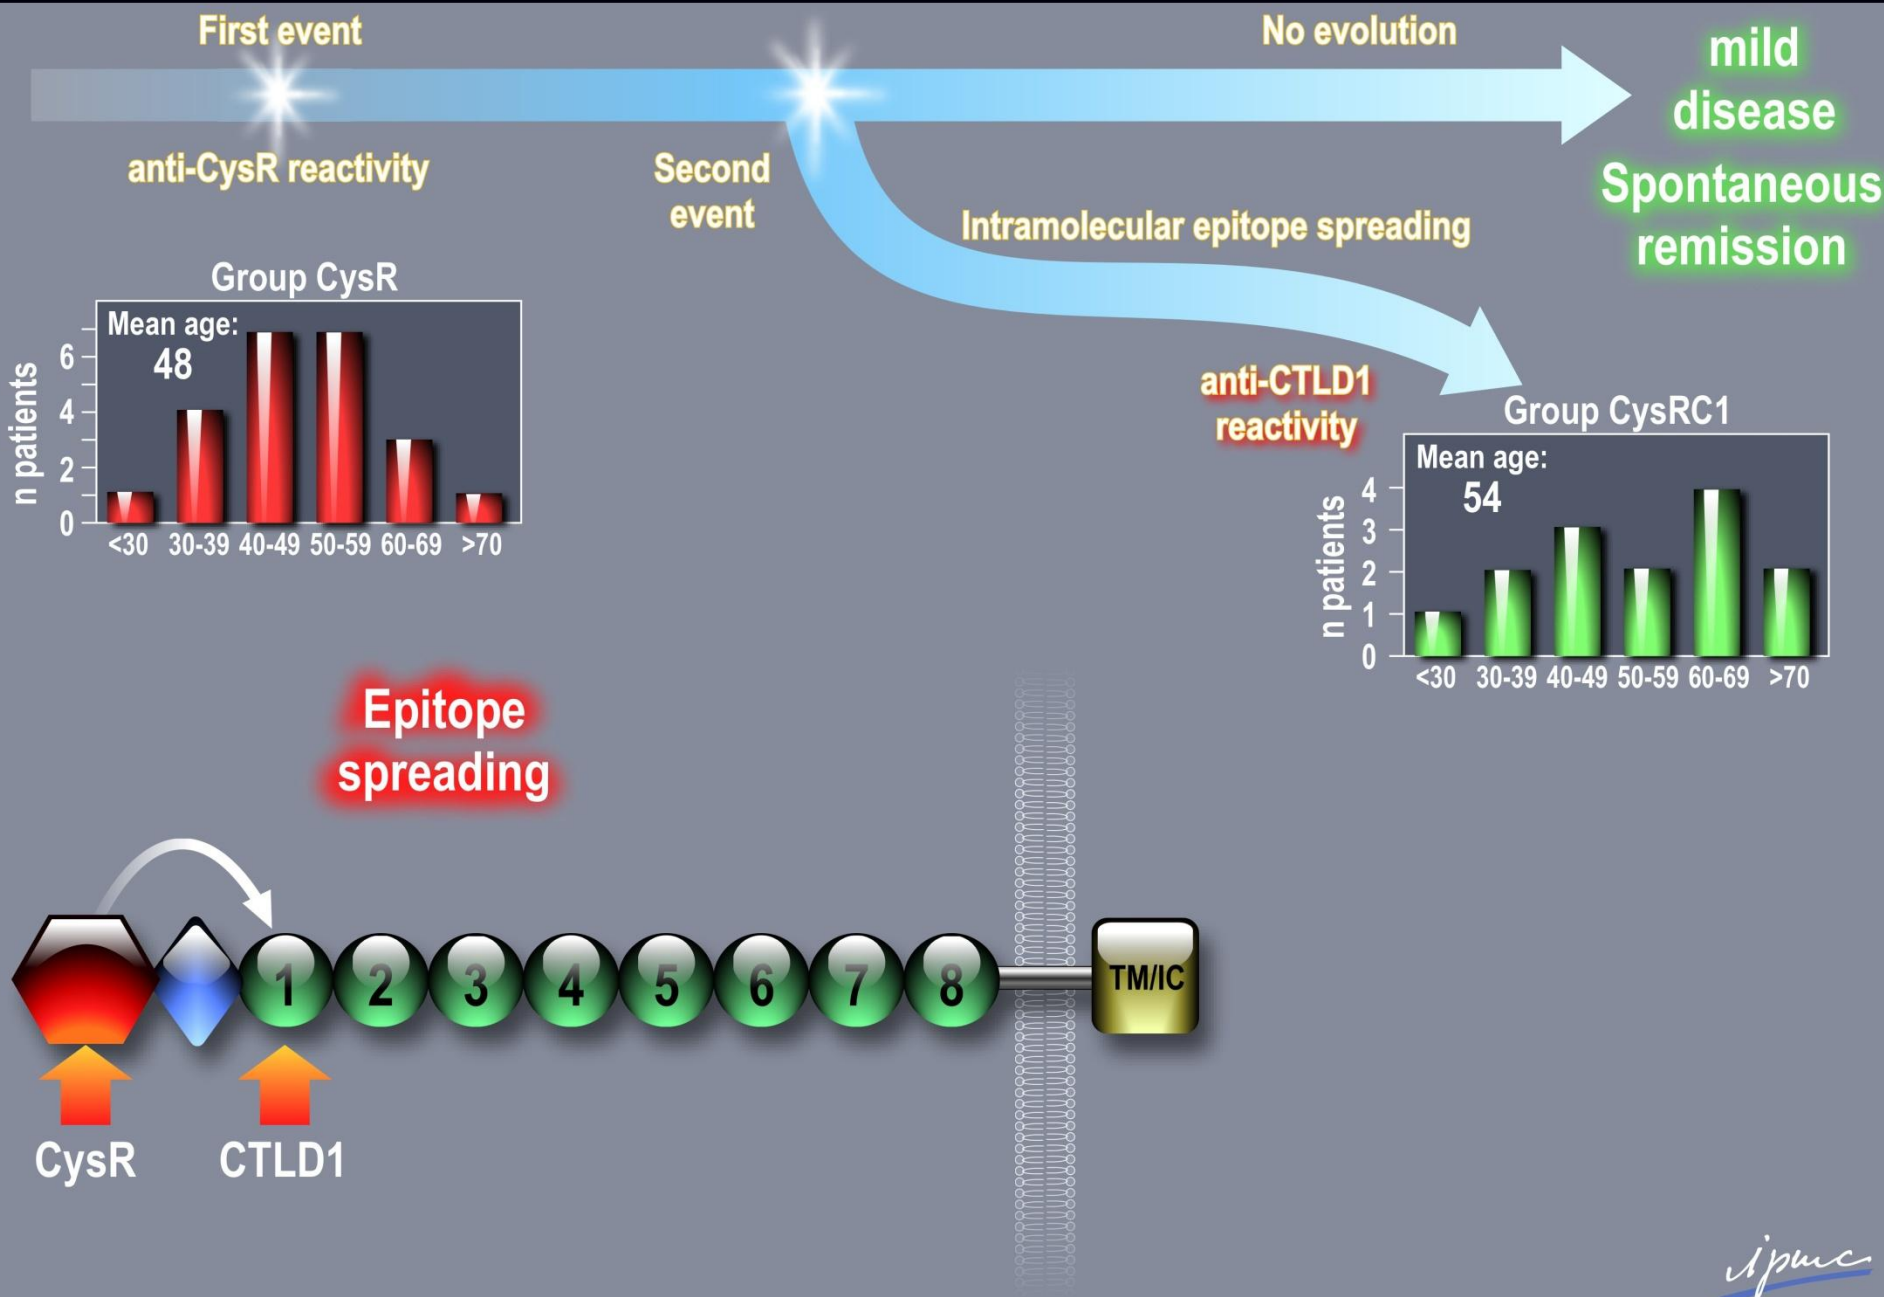 First event
No evolution
mild
disease
anti-CysR reactivity
Second
event
Spontaneous
remission
Intramolecular epitope spreading
Group CysR
Mean age:
48
n patients
6
4
2
0
<30 30-39 40-49 50-59 60-69 >70
anti-CTLD1
reactivity
Group CysRC1
Mean age:
54
n patients
4
3
2
1
0
<30 30-39 40-49 50-59 60-69 >70
Epitope
spreading
1 2 3 4 5 6 7 8 TM/IC
CysR CTLD1
ipmc